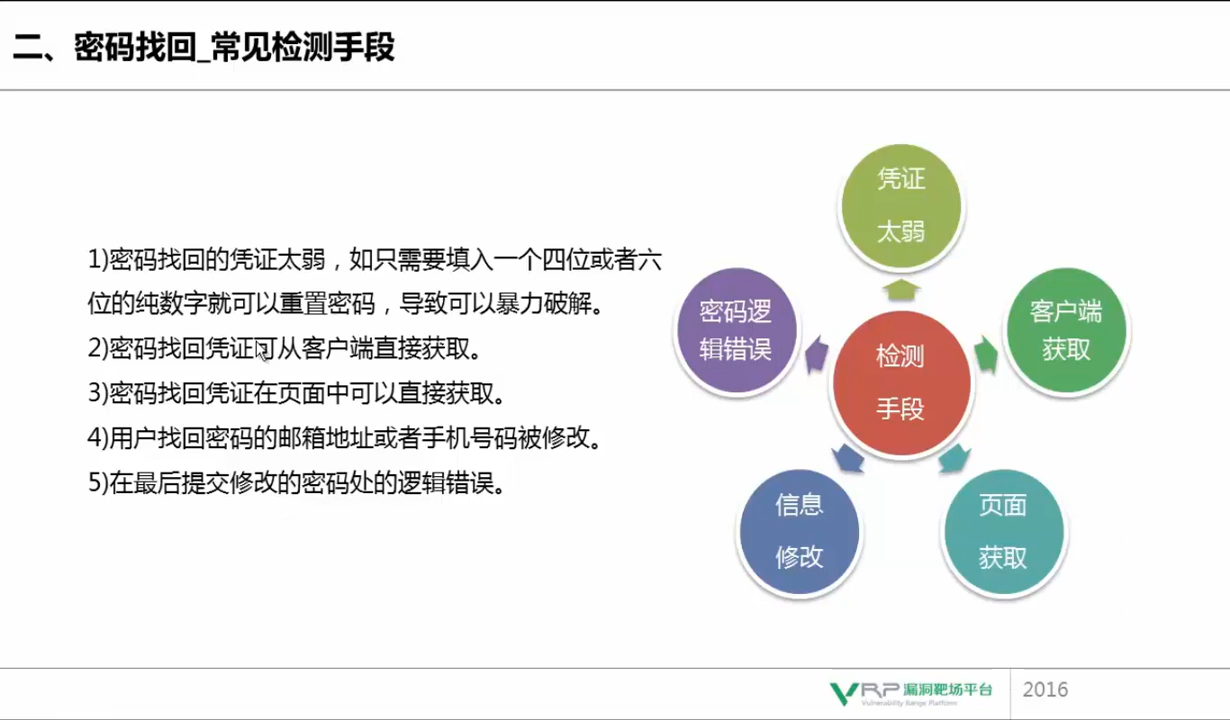 二、密码找回_常见检测手段
1)密码找回的凭证太弱，如只需要填入一个四位或者六
位的纯数字就可以重置密码，导致可以暴力破解。
2)密码找回凭证可从客户端直接获取。
3)密码找回凭证在页面中可以直接获取。
4)用户找回密码的邮箱地址或者手机号码被修改。
5)在最后提交修改的密码处的逻辑错误。
凭证
太弱
密码逻
辑错误
客户端
获取
检测
手段
信息
修改
页面
获取
VRP 漏洞靶场平台
Vulnerability Range Platform
2016